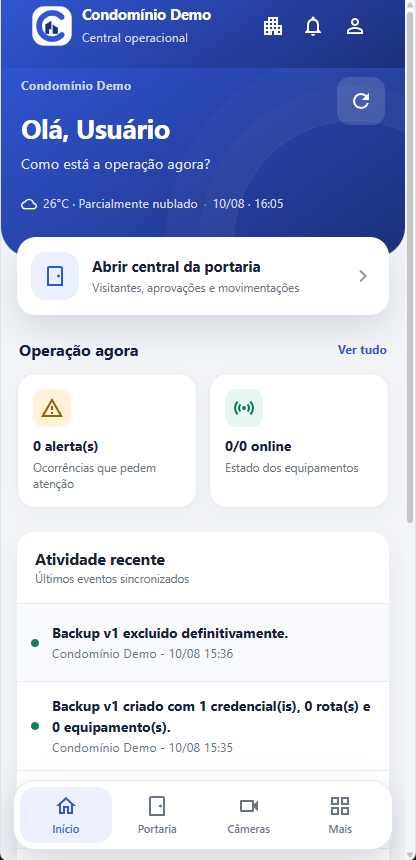 Condomínio Demo
Central operacional
Condomínio Demo
Olá, Usuário
Como está a operação agora?
26°C · Parcialmente nublado · 10/08 · 16:05
Abrir central da portaria
Visitantes, aprovações e movimentações
Operação agora
Ver tudo
0 alerta(s)
Ocorrências que pedem
atenção
0/0 online
Estado dos equipamentos
Atividade recente
Últimos eventos sincronizados
Backup v1 excluido definitivamente.
Condomínio Demo - 10/08 15:36
Backup v1 criado com 1 credencial(is), 0 rota(s) e
0 equipamento(s).
Condomínio Demo - 10/08 15:35
Início
Portaria
Câmeras
Mais